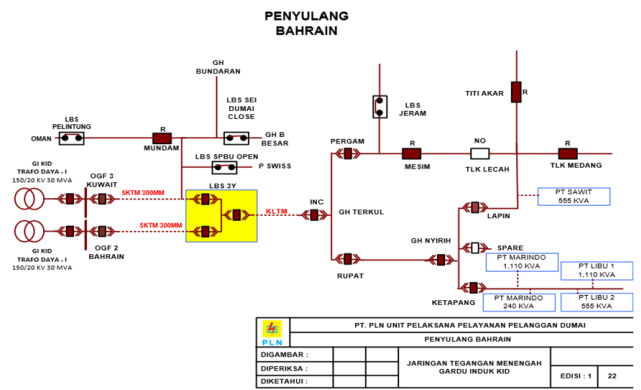 PENYULANG
BAHRAIN
GH
BUNDARAN
LBS SEI
DUMAI
CLOSE
LBS
JERAM
TITI AKAR
R
LBS
PELINTUNG
OMAN
R
MUNDAM
GH B
BESAR
PERGAM
R
MESIM
NO
TLK LECAH
R
TLK MEDANG
LBS SPBU OPEN
P SWISS
GI KID
TRAFO DAYA . I
150/20 KV 30 MVA
OGF 3
KUWAIT
SKTM 300MM
LBS 3Y
PT SAWIT
555 KVA
KLTM
INC
GH TERKUL
LAPIN
SKTM 300MM
GI KID
TRAFO DAYA . I
150/20 KV 30 MVA
OGF 2
BAHRAIN
GH NYIRIH
SPARE
RUPAT
PT MARINDO
1,110 KVA
PT LIBU 1
1,110 KVA
KETAPANG
PT MARINDO
240 KVA
PT LIBU 2
555 KVA
PLN
PT. PLN UNIT PELAKSANA PELAYANAN PELANGGAN DUMAI
PENYULANG BAHRAIN
DIGAMBAR :
DIPERIKSA :
DIKETAHUI :
JARINGAN TEGANGAN MENENGAH
GARDU INDUK KID
EDISI : 1
22